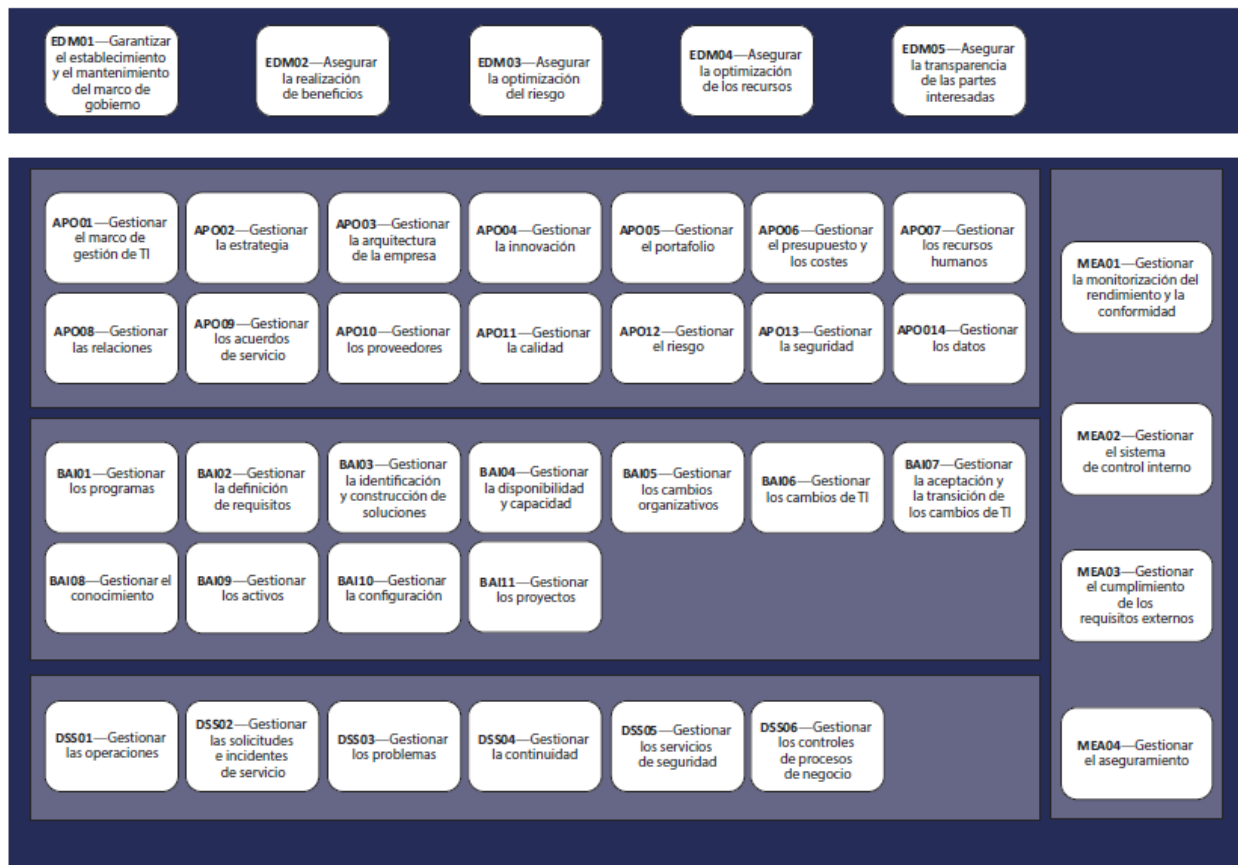 EDM01—Garantizar
el establecimiento
y el mantenimiento
del marco de
gobierno
EDM02—Asegurar
la realización
de beneficios
EDM03—Asegurar
la optimización
del riesgo
EDM04—Asegurar
la optimización
de los recursos
EDM05—Asegurar
la transparencia
de las partes
interesadas
APO01—Gestionar
el marco de
gestión de TI
APO02—Gestionar
la estrategia
APO03—Gestionar
la arquitectura
de la empresa
APO04—Gestionar
la innovación
APO05—Gestionar
el portafolio
APO06—Gestionar
el presupuesto y
los costes
APO07—Gestionar
los recursos
humanos
APO08—Gestionar
las relaciones
APO09—Gestionar
los acuerdos
de servicio
APO10—Gestionar
los proveedores
APO11—Gestionar
la calidad
APO12—Gestionar
el riesgo
APO13—Gestionar
la seguridad
APO014—Gestionar
los datos
BAI01—Gestionar
los programas
BAI02—Gestionar
la definición
de requisitos
BAI03—Gestionar
la identificación
y construcción de
soluciones
BAI04—Gestionar
la disponibilidad
y capacidad
BAI05—Gestionar
los cambios
organizativos
BAI06—Gestionar
los cambios de TI
BAI07—Gestionar
la aceptación y
la transición de
los cambios de TI
BAI08—Gestionar el
conocimiento
BAI09—Gestionar
los activos
BAI10—Gestionar
la configuración
BAI11—Gestionar
los proyectos
DSS01—Gestionar
las operaciones
DSS02—Gestionar
las solicitudes
e incidentes
de servicio
DSS03—Gestionar
los problemas
DSS04—Gestionar
la continuidad
DSS05—Gestionar
los servicios
de seguridad
DSS06—Gestionar
los controles
de procesos
de negocio
MEA01—Gestionar
la monitorización del
rendimiento y la
conformidad
MEA02—Gestionar
el sistema
de control interno
MEA03—Gestionar
el cumplimiento
de los
requisitos externos
MEA04—Gestionar
el aseguramiento